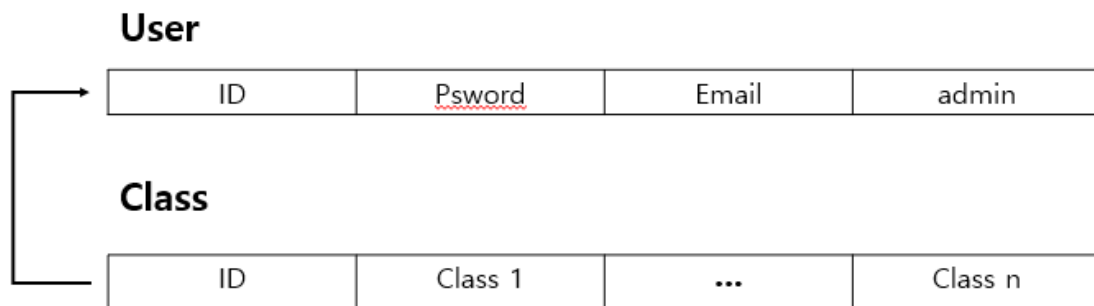 User
ID Psword Email admin
Class
ID Class 1 ... Class n